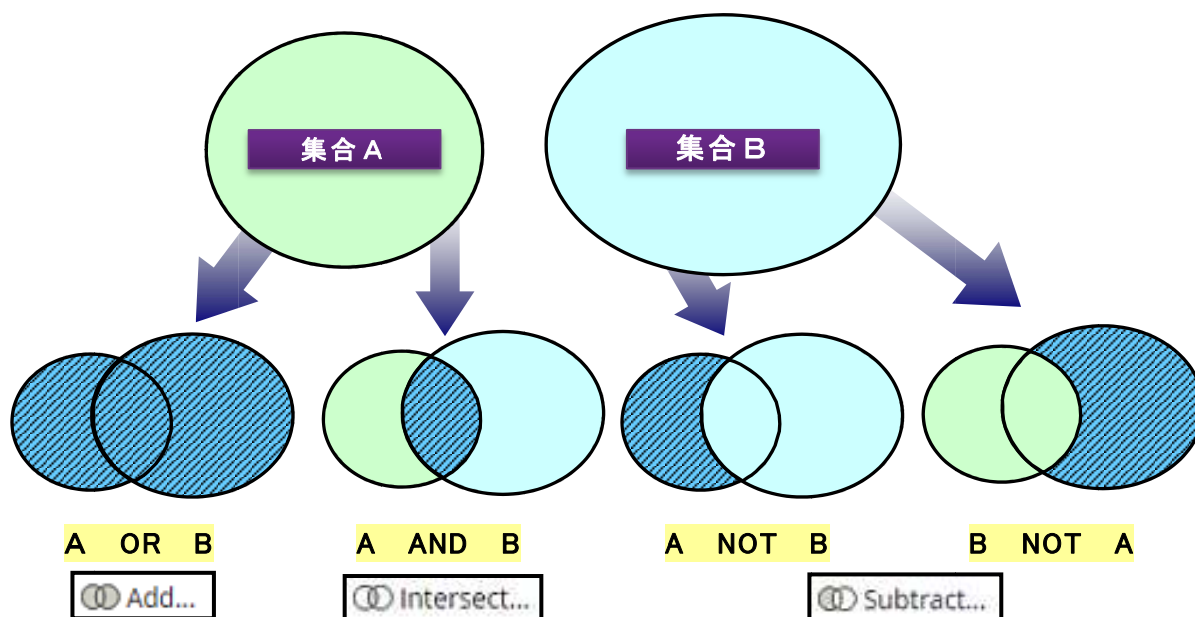 集合A
集合B
A OR B
A AND B
A NOT B
B NOT A
Add...
Intersect...
Subtract...